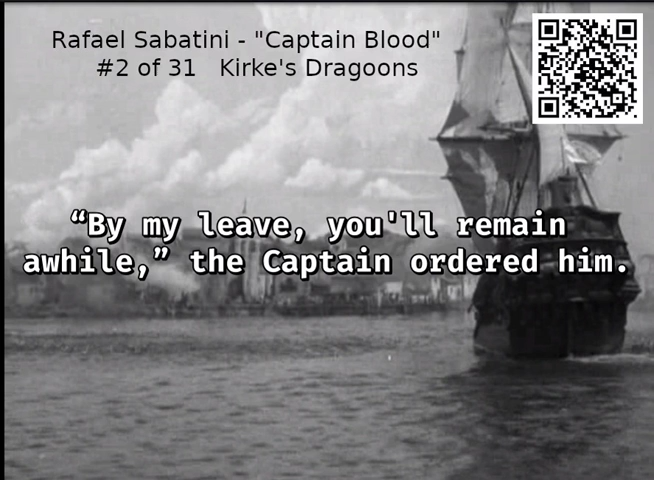 Rafael Sabatini - "Captain Blood"
#2 of 31   Kirke's Dragoons
“By my leave, you'll remain
awhile,” the Captain ordered him.